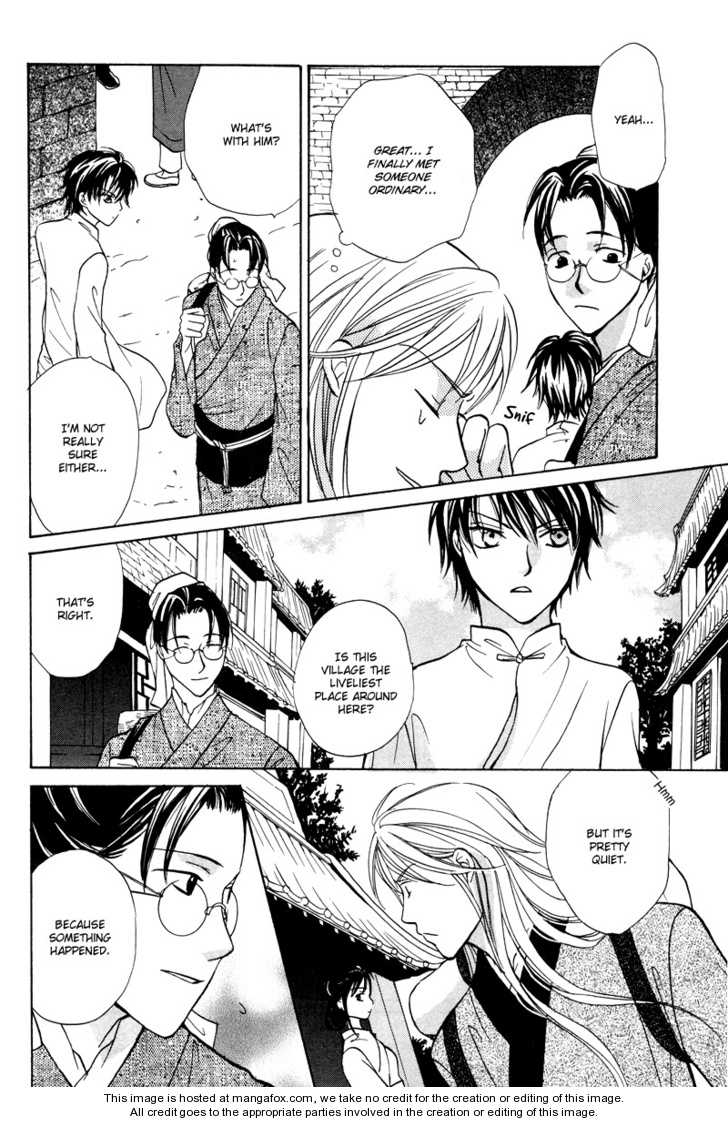 YEAH...
GREAT... I
FINALLY MET
SOMEONE
ORDINARY...
Snif
WHAT'S
WITH HIM?
I'M NOT
REALLY
SURE
EITHER...
IS THIS
VILLAGE THE
LIVELIEST
PLACE AROUND
HERE?
THAT'S
RIGHT.
Hmm
BUT IT'S
PRETTY
QUIET.
BECAUSE
SOMETHING
HAPPENED.
This image is hosted at mangafox.com, we take no credit for the creation or editing of this image.
All credit goes to the appropriate parties involved in the creation or editing of this image.